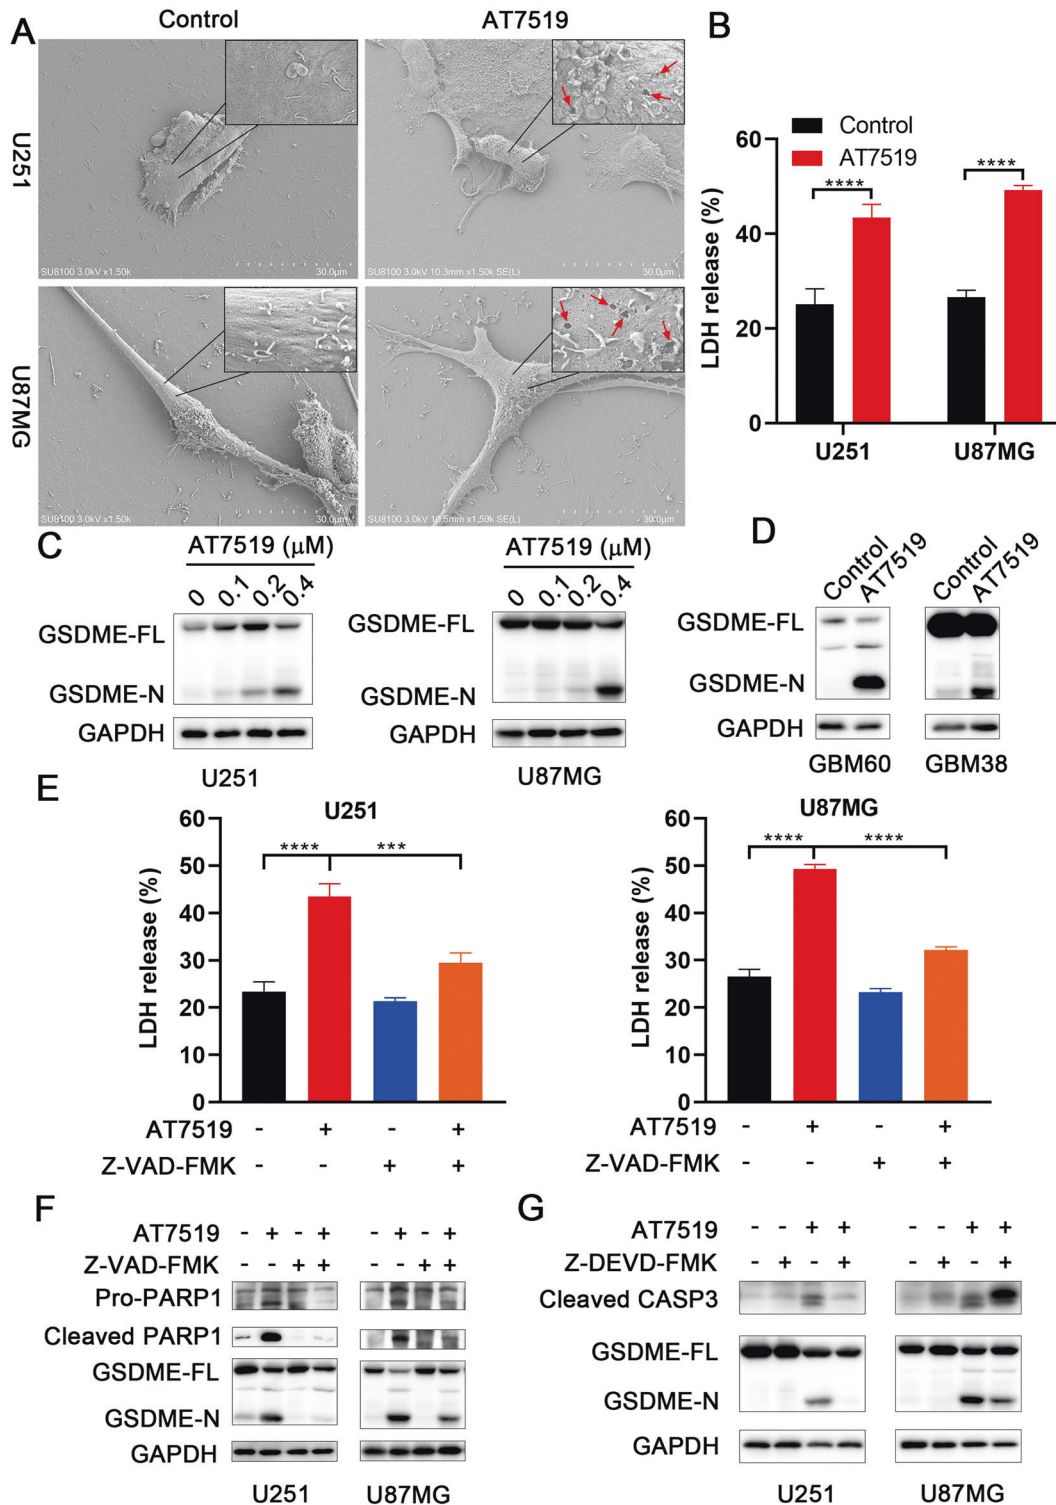 A
Control
AT7519
U251
U87MG
SU8100 3.0kV x1.50k
30.0µm
SU8100 3.0kV 10.3mm x1.50k SE(L)
30.0µm
SU8100 3.0kV x1.50k
30.0µm
SU8100 3.0kV 10.5mm x1.50k SE(L)
30.0µm
B
Control
AT7519
LDH release (%)
60
40
20
0
****
****
U251
U87MG
C
AT7519 (μM)
0 0.1 0.2 0.4
GSDME-FL
GSDME-N
GAPDH
U251
AT7519 (μM)
0 0.1 0.2 0.4
GSDME-FL
GSDME-N
GAPDH
U87MG
D
Control AT7519
Control AT7519
GSDME-FL
GSDME-N
GAPDH
GBM60
GBM38
E
U251
LDH release (%)
60
50
40
30
20
10
0
****
***
AT7519 - + - +
Z-VAD-FMK - - + +
U87MG
LDH release (%)
60
50
40
30
20
10
0
****
****
- + - +
- - + +
F
AT7519 - + - + - + - +
Z-VAD-FMK - - + + - - + +
Pro-PARP1
Cleaved PARP1
GSDME-FL
GSDME-N
GAPDH
U251
U87MG
G
AT7519 - - + + - - + +
Z-DEVD-FMK - + - + - + - +
Cleaved CASP3
GSDME-FL
GSDME-N
GAPDH
U251
U87MG